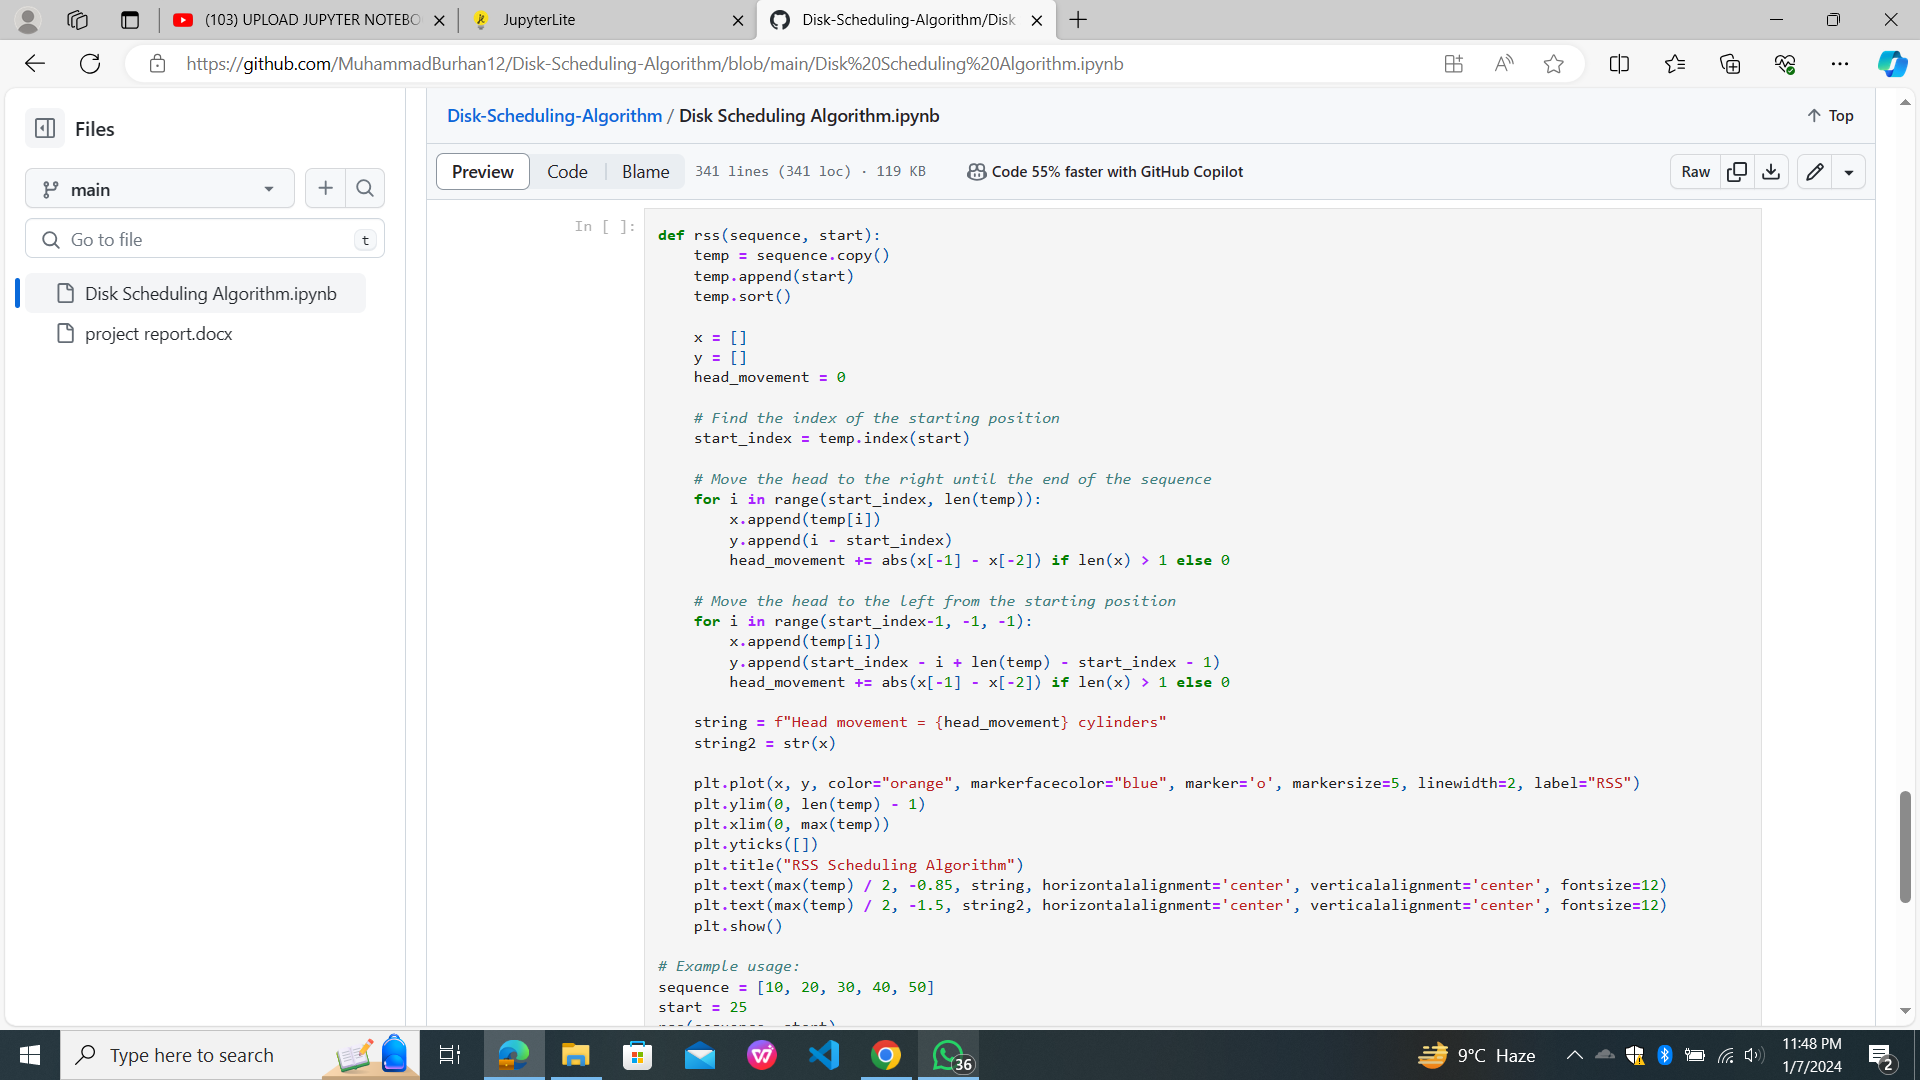 (103) UPLOAD JUPYTER NOTEBO
JupyterLite
Disk-Scheduling-Algorithm/Disk
https://github.com/MuhammadBurhan12/Disk-Scheduling-Algorithm/blob/main/Disk%20Scheduling%20Algorithm.ipynb
Files
main
Go to file
t
Disk Scheduling Algorithm.ipynb
project report.docx
Disk-Scheduling-Algorithm / Disk Scheduling Algorithm.ipynb
Top
Preview Code Blame 341 lines (341 loc) · 119 KB Code 55% faster with GitHub Copilot Raw
In [ ]:
def rss(sequence, start):
    temp = sequence.copy()
    temp.append(start)
    temp.sort()
    x = []
    y = []
    head_movement = 0
    # Find the index of the starting position
    start_index = temp.index(start)
    # Move the head to the right until the end of the sequence
    for i in range(start_index, len(temp)):
        x.append(temp[i])
        y.append(i - start_index)
        head_movement += abs(x[-1] - x[-2]) if len(x) > 1 else 0
    # Move the head to the left from the starting position
    for i in range(start_index-1, -1, -1):
        x.append(temp[i])
        y.append(start_index - i + len(temp) - start_index - 1)
        head_movement += abs(x[-1] - x[-2]) if len(x) > 1 else 0
    string = f"Head movement = {head_movement} cylinders"
    string2 = str(x)
    plt.plot(x, y, color="orange", markerfacecolor="blue", marker='o', markersize=5, linewidth=2, label="RSS")
    plt.ylim(0, len(temp) - 1)
    plt.xlim(0, max(temp))
    plt.yticks([])
    plt.title("RSS Scheduling Algorithm")
    plt.text(max(temp) / 2, -0.85, string, horizontalalignment='center', verticalalignment='center', fontsize=12)
    plt.text(max(temp) / 2, -1.5, string2, horizontalalignment='center', verticalalignment='center', fontsize=12)
    plt.show()
# Example usage:
sequence = [10, 20, 30, 40, 50]
start = 25
rss(sequence, start)
Type here to search
36
9°C Haze
11:48 PM
1/7/2024
2